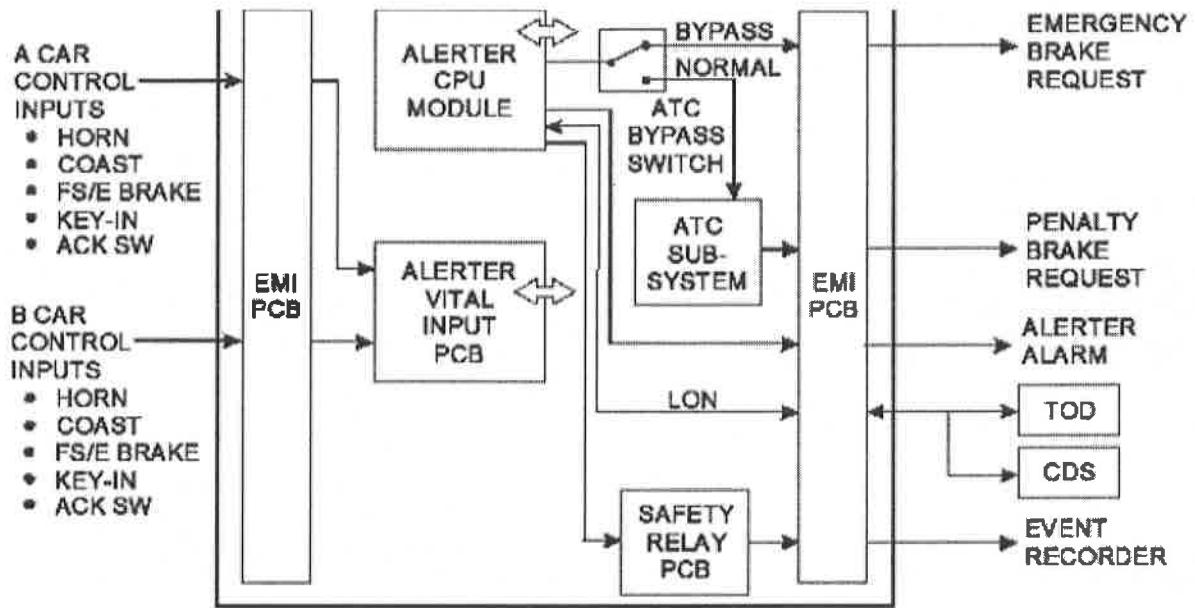 A CAR
CONTROL
INPUTS
• HORN
• COAST
• FS/E BRAKE
• KEY-IN
• ACK SW
B CAR
CONTROL
INPUTS
• HORN
• COAST
• FS/E BRAKE
• KEY-IN
• ACK SW
EMI
PCB
ALERTER
CPU
MODULE
ALERTER
VITAL
INPUT
PCB
BYPASS
NORMAL
ATC
BYPASS
SWITCH
ATC
SUB-
SYSTEM
LON
SAFETY
RELAY
PCB
EMI
PCB
EMERGENCY
BRAKE
REQUEST
PENALTY
BRAKE
REQUEST
ALERTER
ALARM
TOD
CDS
EVENT
RECORDER